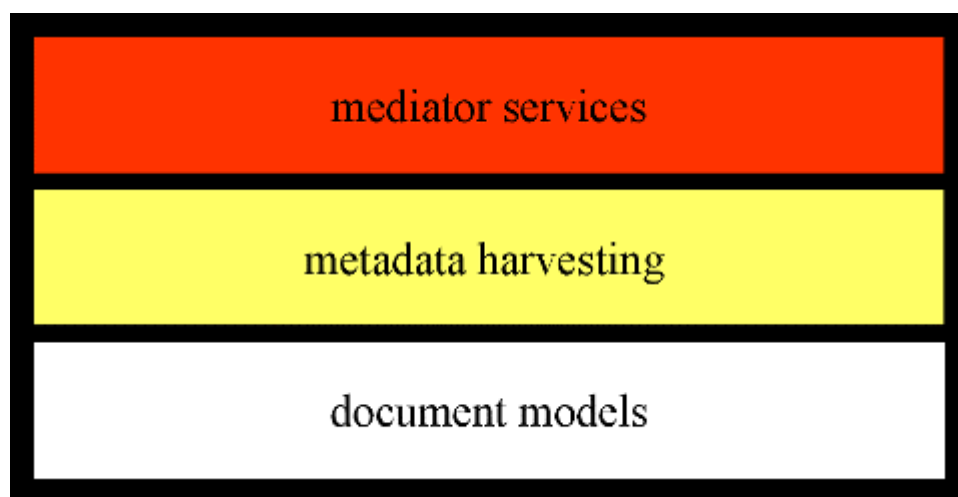 mediator services
metadata harvesting
document models